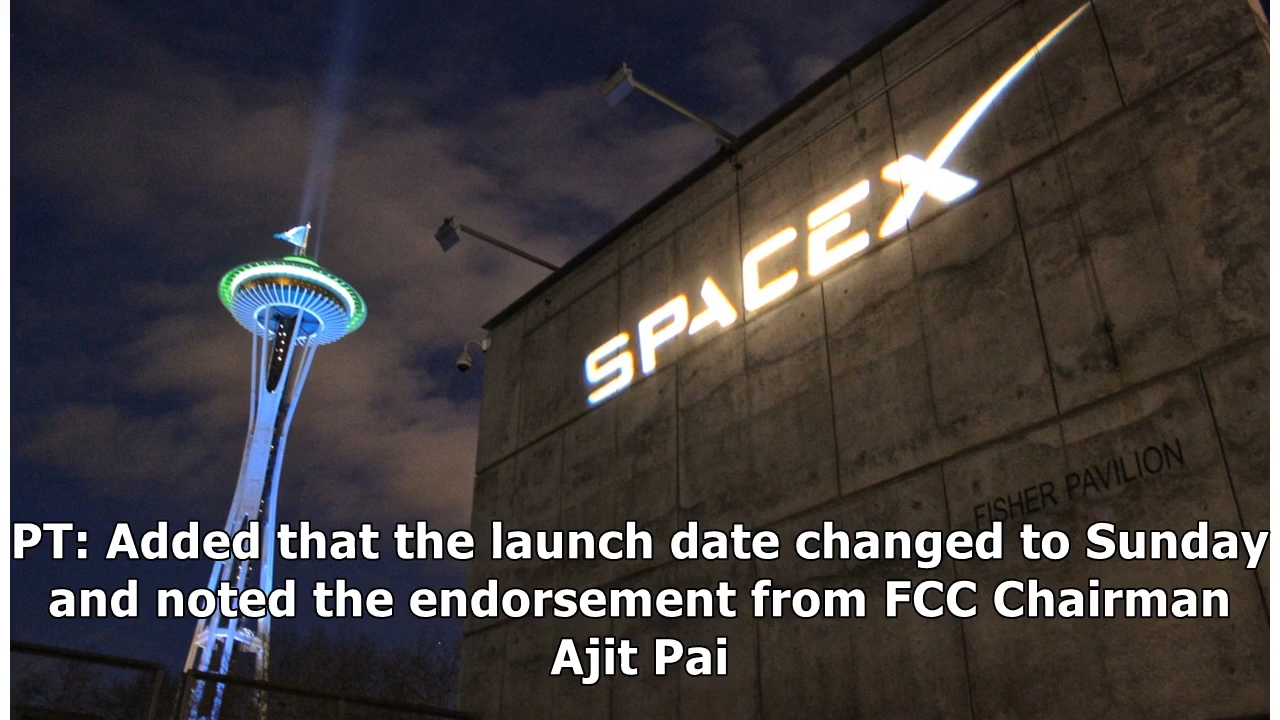 SPACEX
FISHER PAVILION
PT: Added that the launch date changed to Sunday
and noted the endorsement from FCC Chairman
Ajit Pai